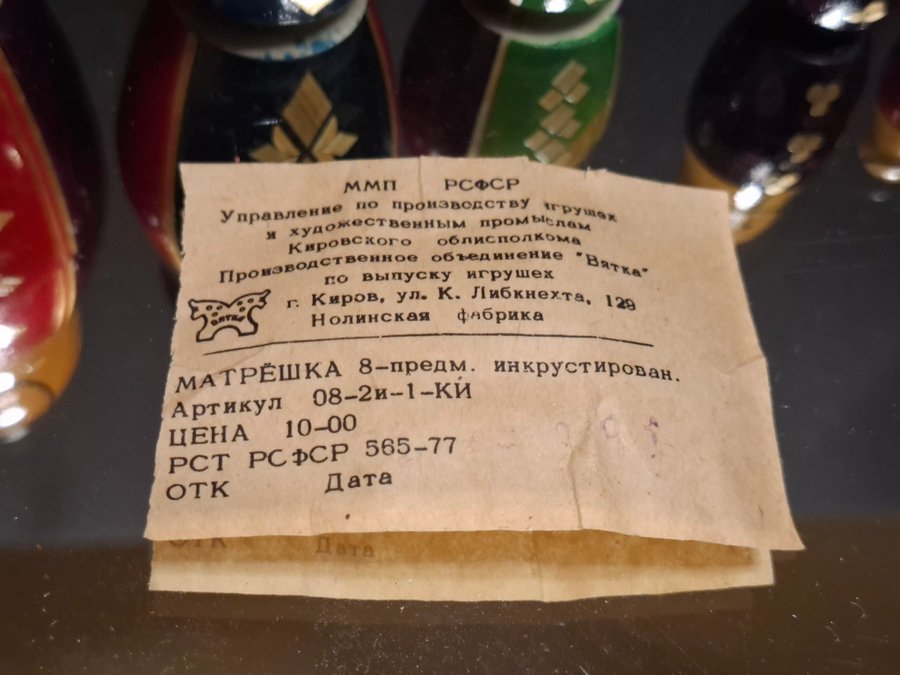 ММП РСФСР
Управление по производству игрушек
и художественным промыслам
Кировского облисполкома
Производственное объединение "Вятка"
по выпуску игрушек
г. Киров, ул. К. Либкнехта, 129
ВЯТКА
Нолинская фабрика
МАТРЁШКА 8-предм. инкрустирован.
Артикул 08-2и-1-КИ
ЦЕНА 10-00
РСТ РСФСР 565-77
ОТК Дата
ОТК Дата